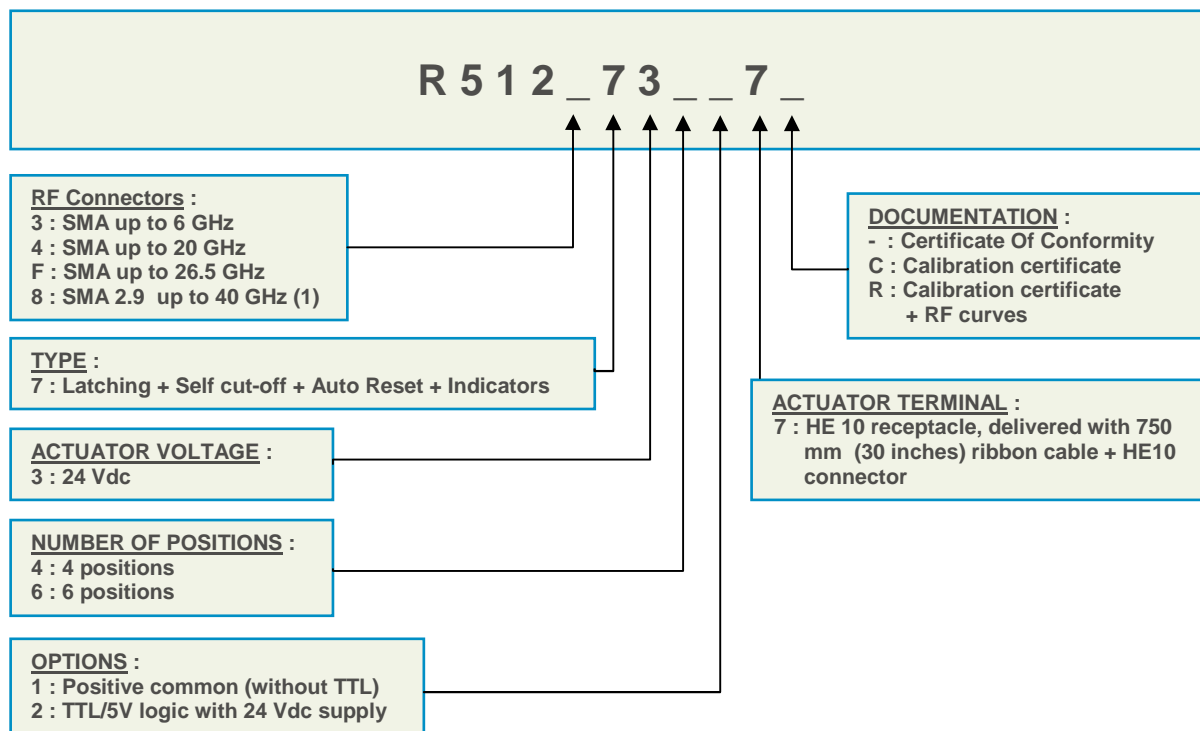 R 5 1 2 _ 7 3 _ _ 7 _
RF Connectors :
3 : SMA up to 6 GHz
4 : SMA up to 20 GHz
F : SMA up to 26.5 GHz
8 : SMA 2.9 up to 40 GHz (1)
TYPE :
7 : Latching + Self cut-off + Auto Reset + Indicators
ACTUATOR VOLTAGE :
3 : 24 Vdc
NUMBER OF POSITIONS :
4 : 4 positions
6 : 6 positions
OPTIONS :
1 : Positive common (without TTL)
2 : TTL/5V logic with 24 Vdc supply
DOCUMENTATION :
- : Certificate Of Conformity
C : Calibration certificate
R : Calibration certificate
+ RF curves
ACTUATOR TERMINAL :
7 : HE 10 receptacle, delivered with 750
mm (30 inches) ribbon cable + HE10
connector